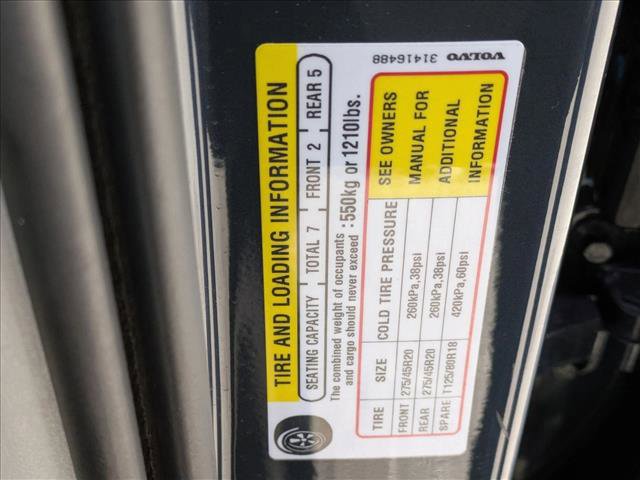 TIRE AND LOADING INFORMATION
SEATING CAPACITY TOTAL 7 FRONT 2 REAR 5
The combined weight of occupants
and cargo should never exceed : 550kg or 1210lbs.
TIRE SIZE COLD TIRE PRESSURE SEE OWNERS
FRONT 275/45R20 260kPa,38psi MANUAL FOR
REAR 275/45R20 260kPa,38psi ADDITIONAL
SPARE T125/80R18 420kPa,60psi INFORMATION
VOLVO 31416488